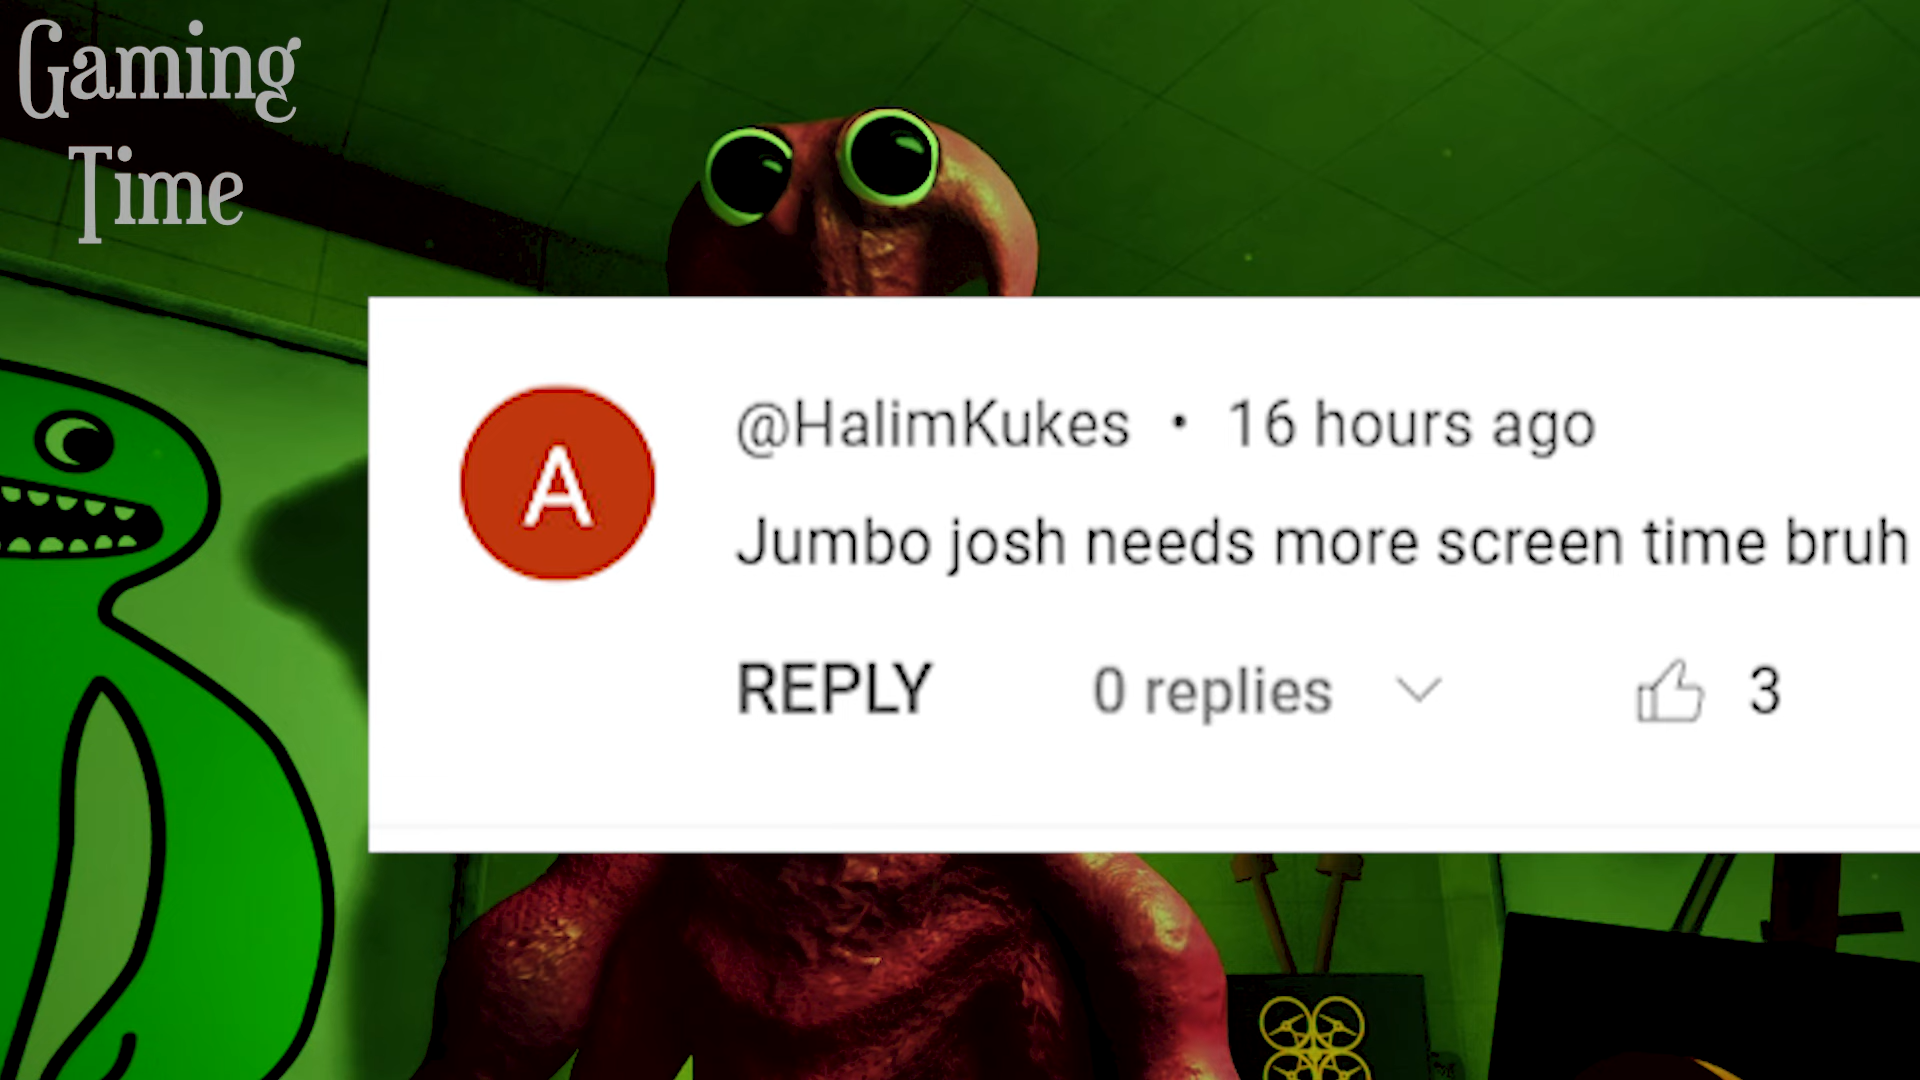 Gaming
Time
A
@HalimKukes • 16 hours ago
Jumbo josh needs more screen time bruh
REPLY 0 replies 3